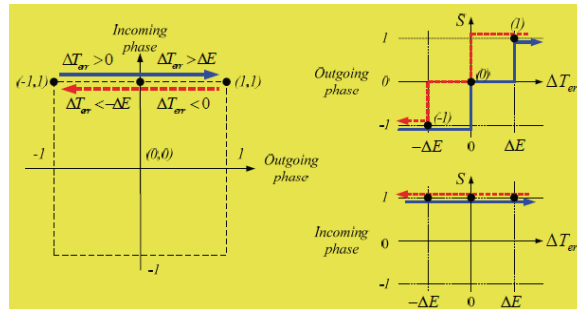 Incoming
phase
ΔT_err>0 ΔT_err>ΔE
(-1,1) (1,1)
ΔT_err<-ΔE ΔT_err<0
-1 (0,0) 1
Outgoing
phase
-1
S
(1)
1
Outgoing
phase
0 (0) ΔT_er
-1 (-1)
-ΔE 0 ΔE
S
1
Incoming
phase
0 ΔT_er
-1
-ΔE 0 ΔE